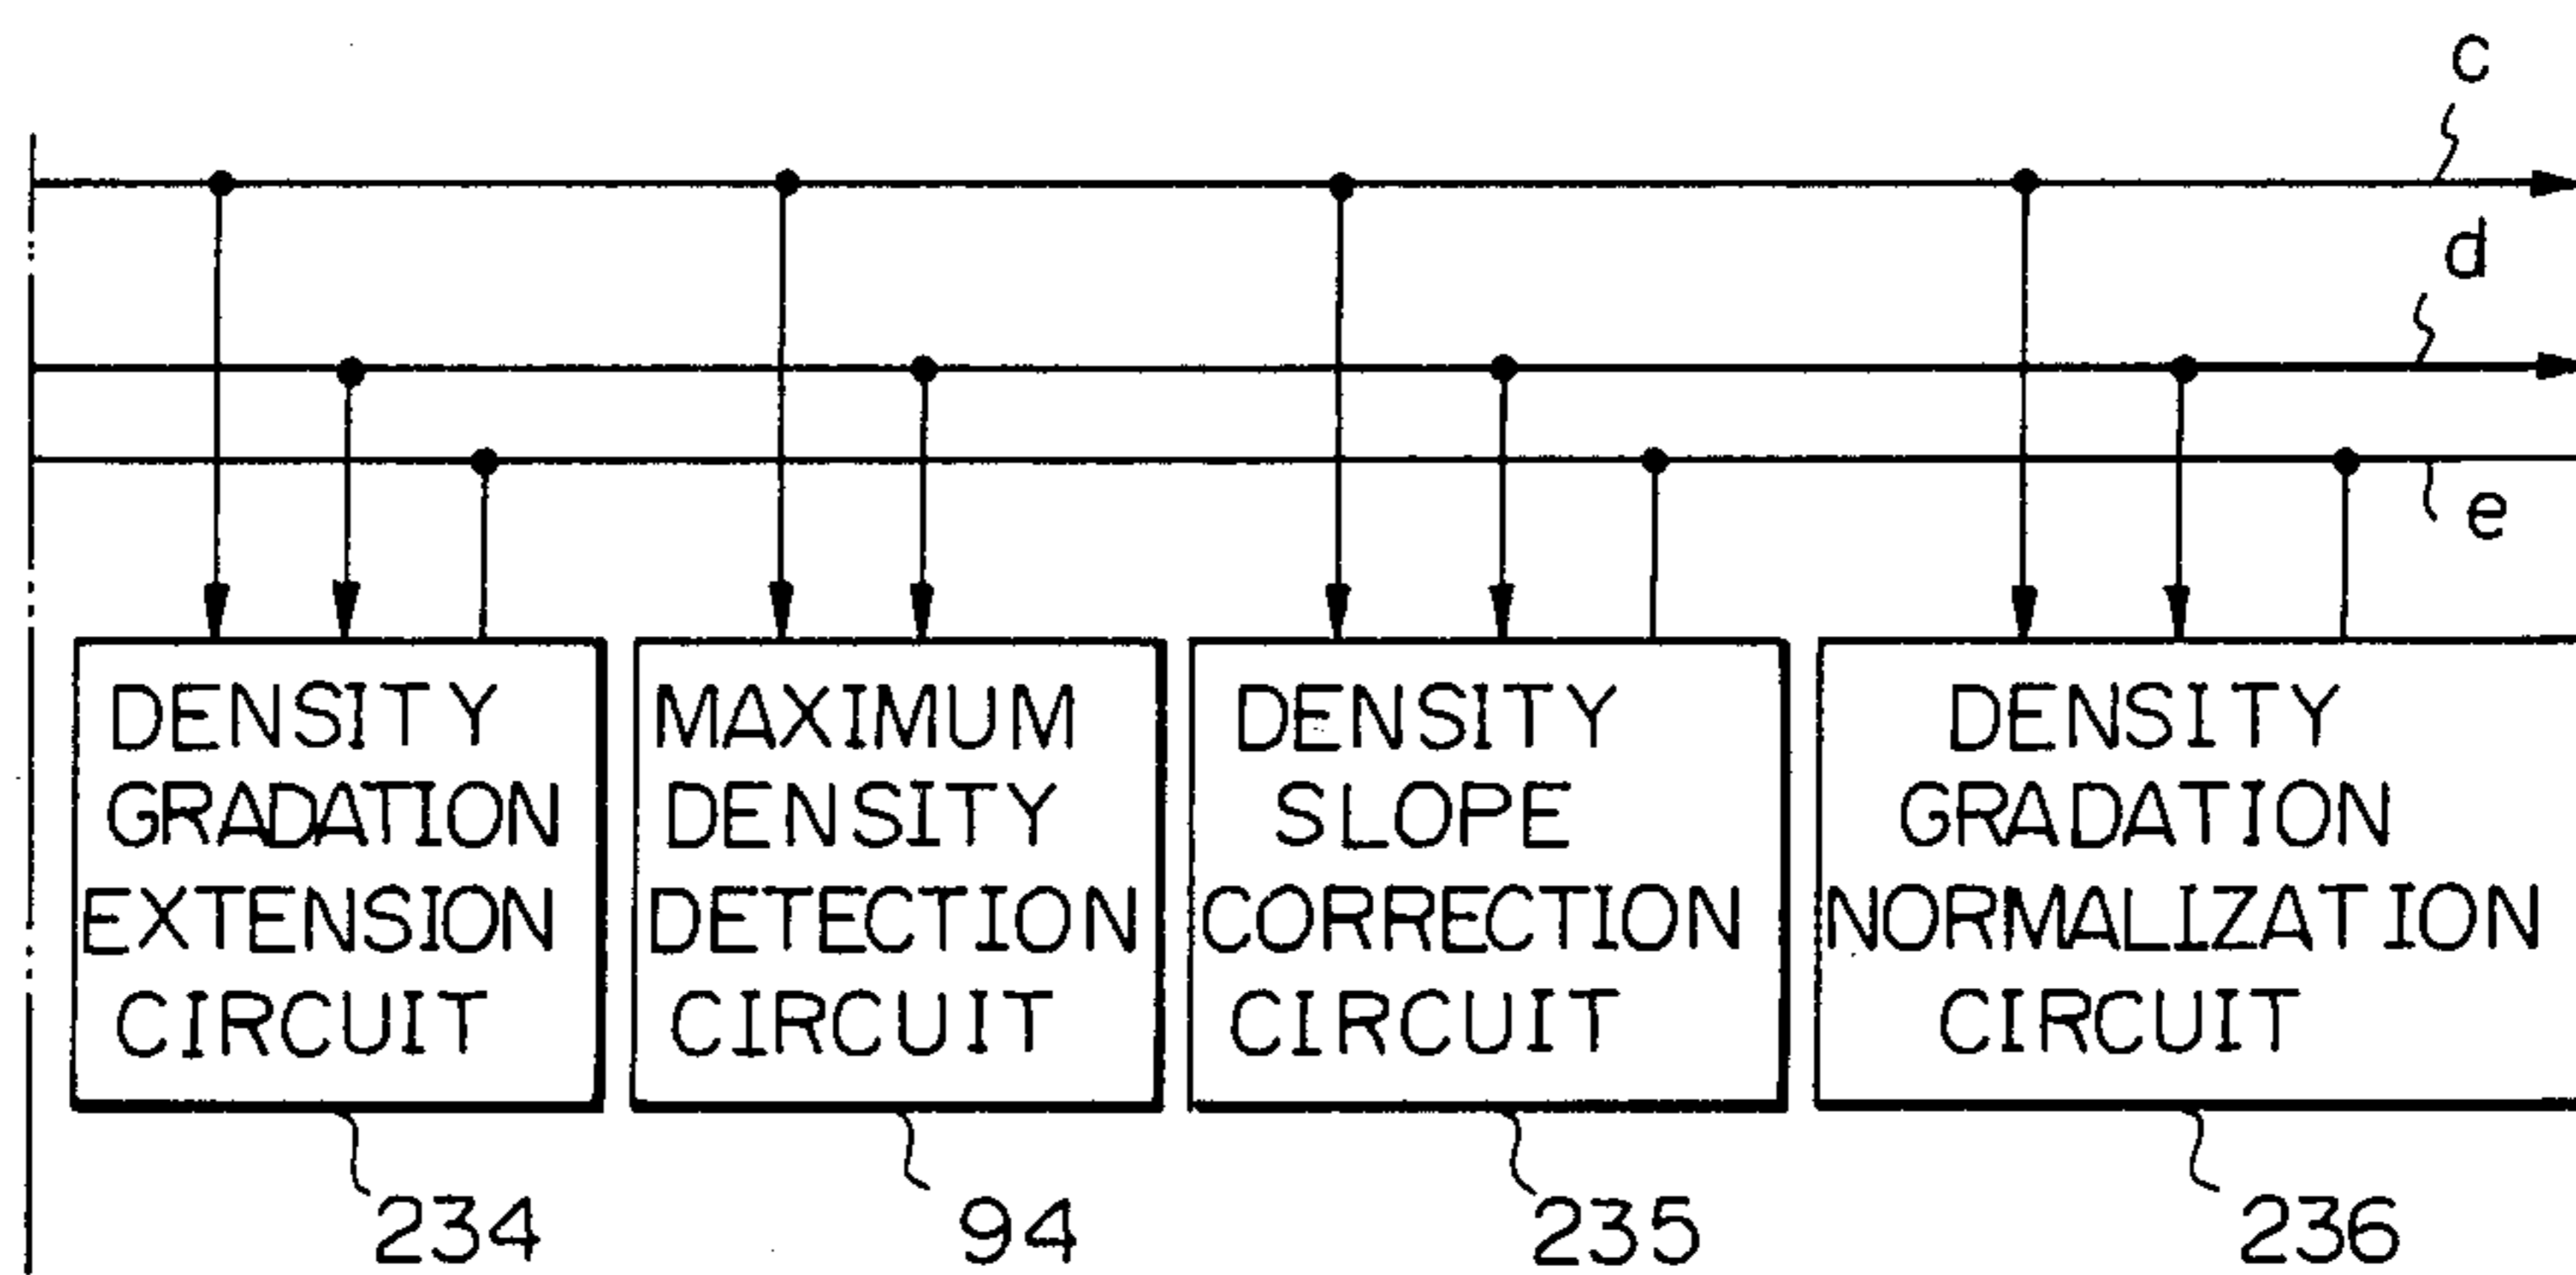 c
d
e
DENSITY
GRADATION
EXTENSION
CIRCUIT
MAXIMUM
DENSITY
DETECTION
CIRCUIT
DENSITY
SLOPE
CORRECTION
CIRCUIT
DENSITY
GRADATION
NORMALIZATION
CIRCUIT
234
94
235
236